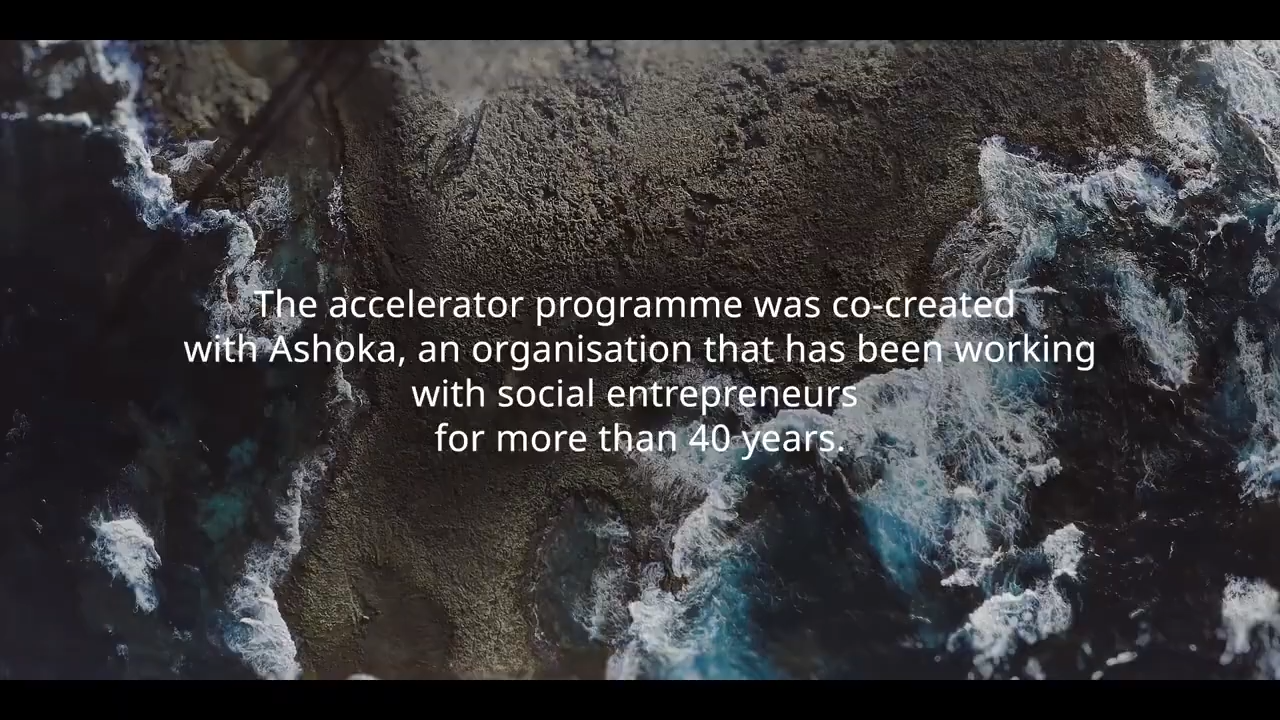 The accelerator programme was co-created
with Ashoka, an organisation that has been working
with social entrepreneurs
for more than 40 years.